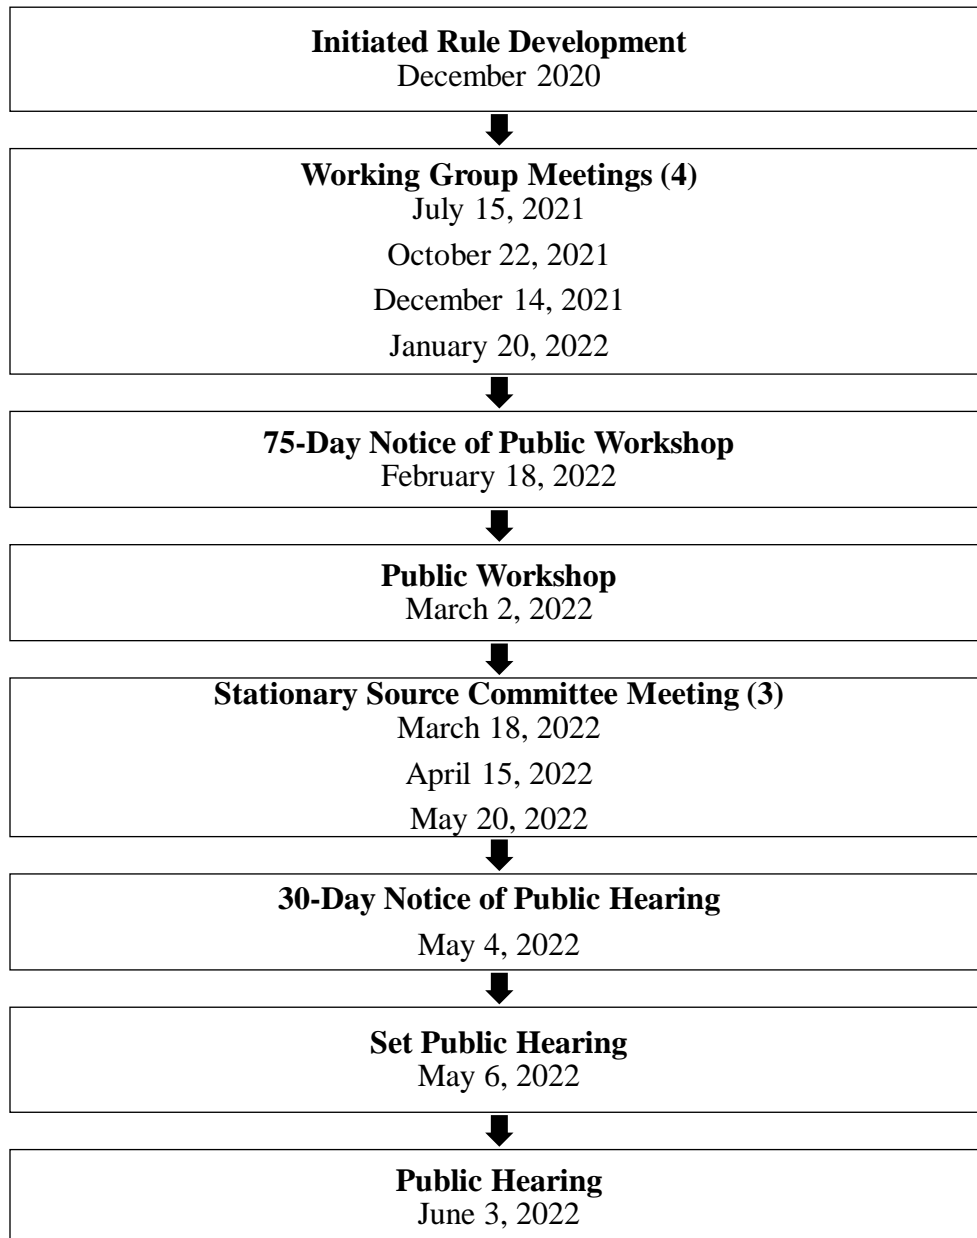 Initiated Rule Development
December 2020
Working Group Meetings (4)
July 15, 2021
October 22, 2021
December 14, 2021
January 20, 2022
75-Day Notice of Public Workshop
February 18, 2022
Public Workshop
March 2, 2022
Stationary Source Committee Meeting (3)
March 18, 2022
April 15, 2022
May 20, 2022
30-Day Notice of Public Hearing
May 4, 2022
Set Public Hearing
May 6, 2022
Public Hearing
June 3, 2022